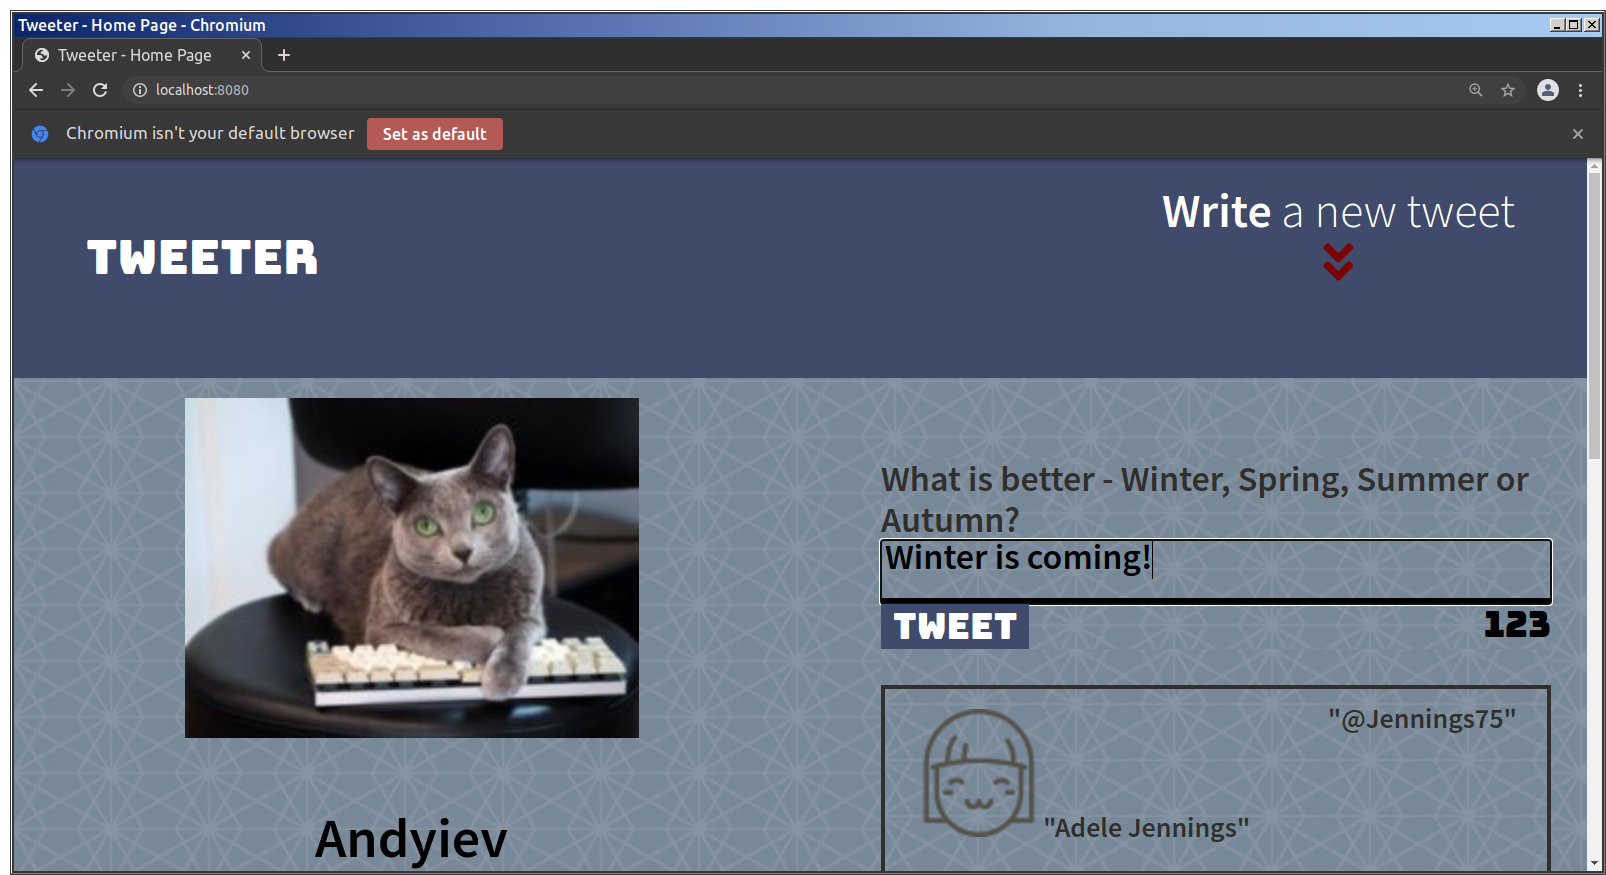 Tweeter - Home Page - Chromium
Tweeter - Home Page
localhost:8080
Chromium isn't your default browser
Set as default
Write a new tweet
TWEETER
What is better - Winter, Spring, Summer or
Autumn?
Winter is coming!
TWEET
123
"@Jennings75"
"Adele Jennings"
Andyiev